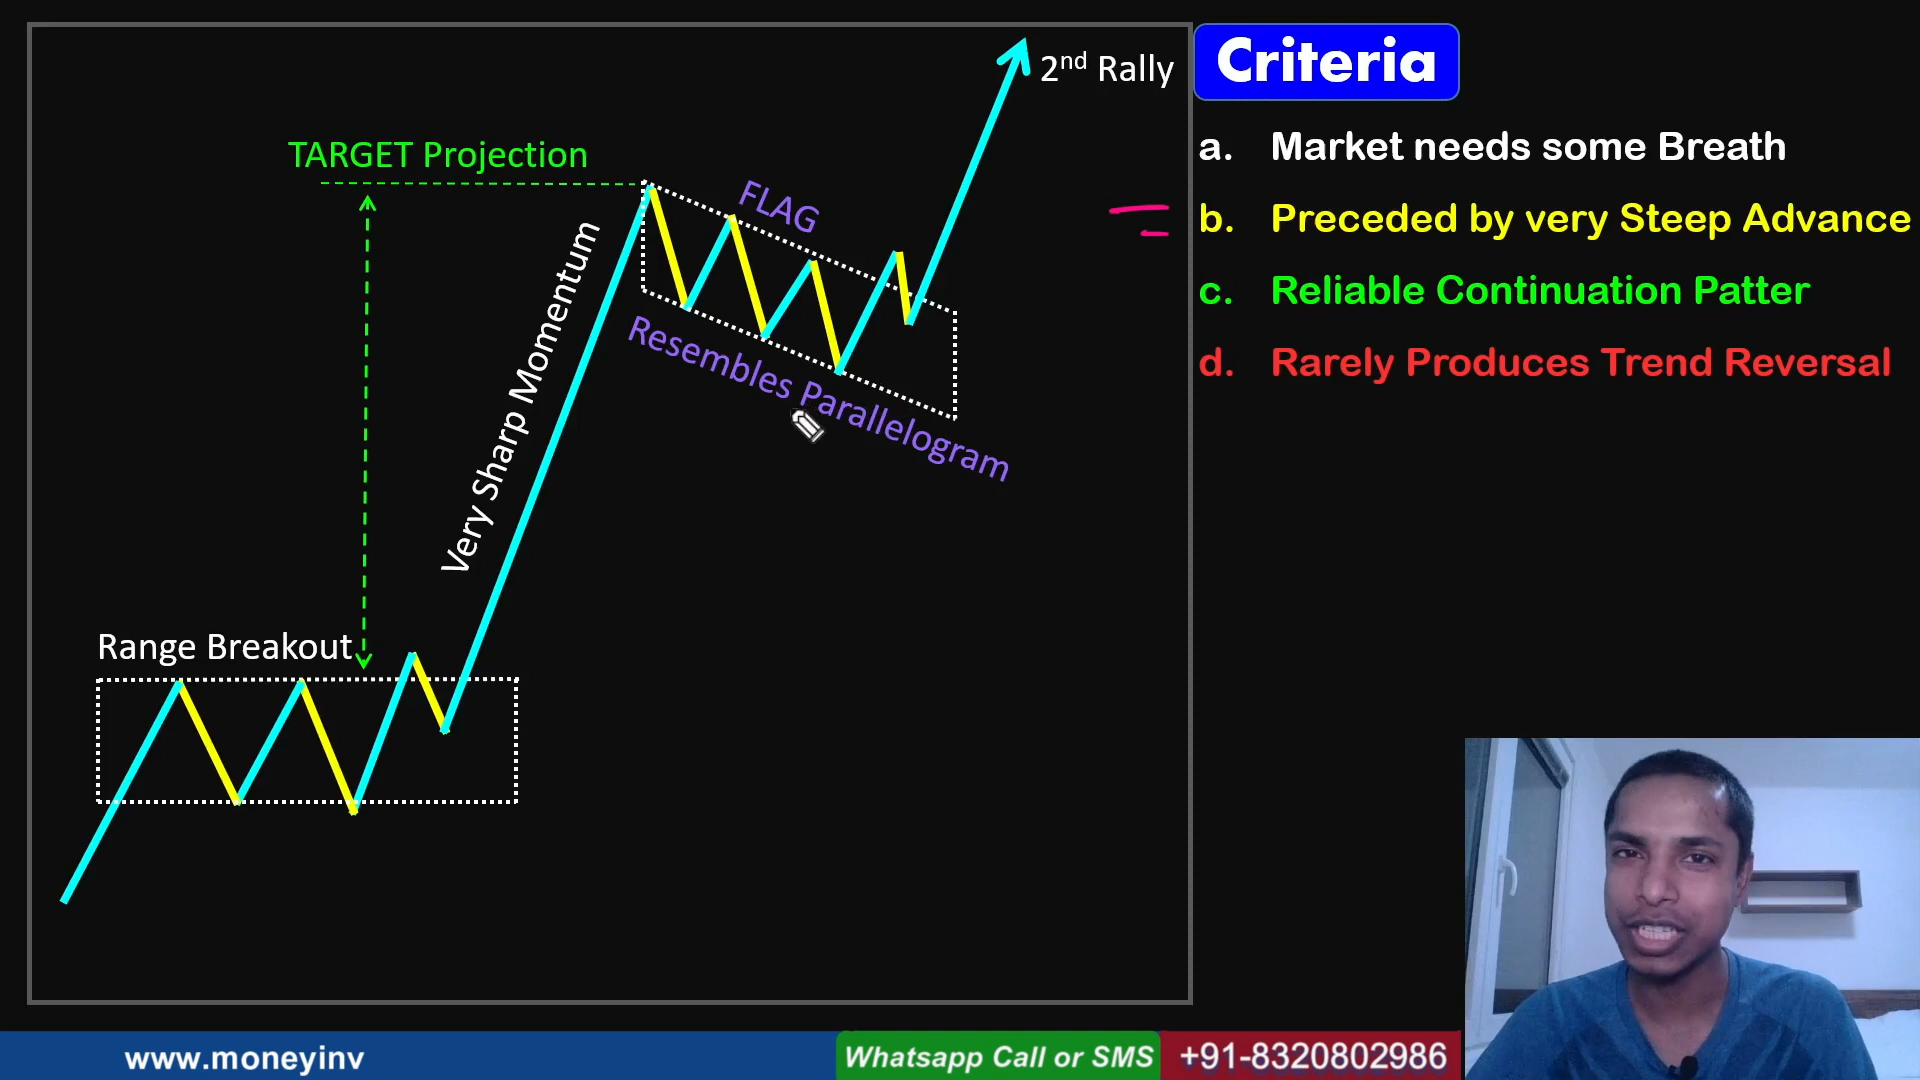 2nd Rally
TARGET Projection
FLAG
Very Sharp Momentum
Resembles Parallelogram
Range Breakout
Criteria
a. Market needs some Breath
b. Preceded by very Steep Advance
c. Reliable Continuation Patter
d. Rarely Produces Trend Reversal
www.moneyinv
Whatsapp Call or SMS
+91-8320802986